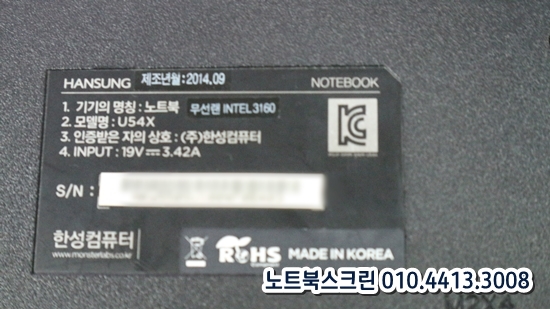 HANSUNG 제조년월 : 2014.09 NOTEBOOK
1. 기기의 명칭 : 노트북 무선랜 INTEL 3160
2. 모델명 : U54X
3. 인증받은 자의 상호 : (주)한성컴퓨터
4. INPUT : 19V 3.42A
S/N :
한성컴퓨터
www.monsterlabs.co.kr
RoHS MADE IN KOREA
노트북스크린 010.4413.3008